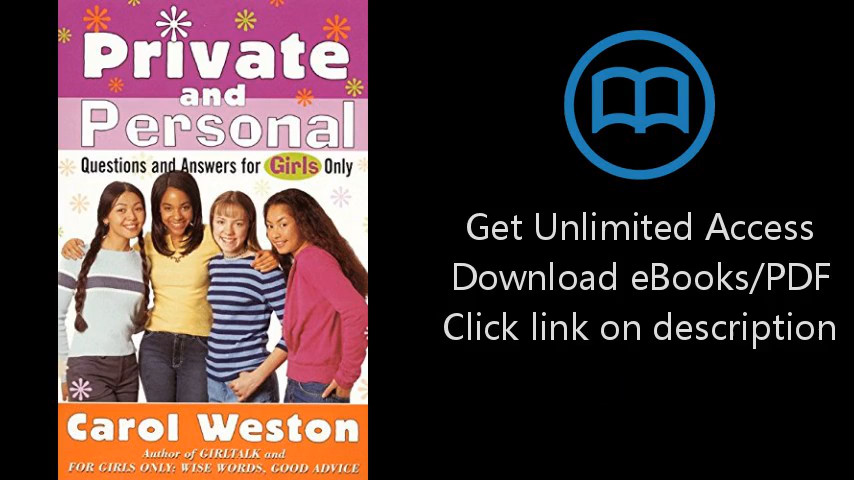 Private
and
Personal
Questions and Answers for Girls Only
Carol Weston
Author of GIRLTALK and
FOR GIRLS ONLY: WISE WORDS, GOOD ADVICE
Get Unlimited Access
Download eBooks/PDF
Click link on description